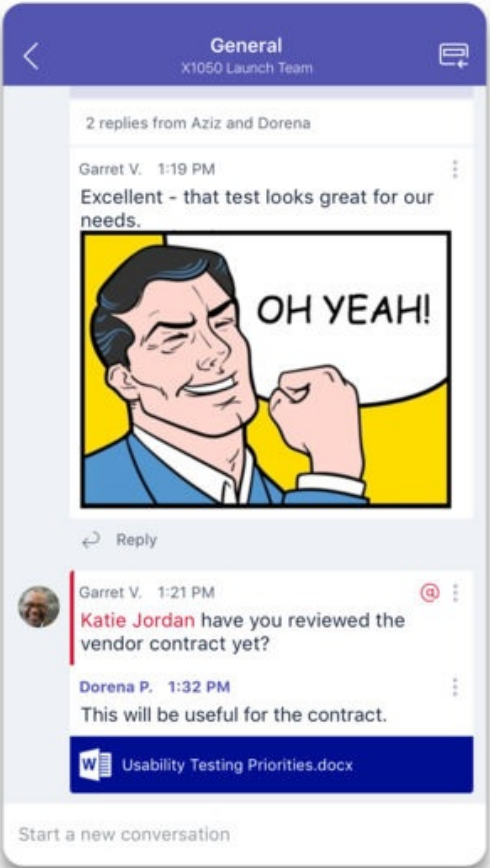 General
X1050 Launch Team
2 replies from Aziz and Dorena
Garret V. 1:19 PM
Excellent - that test looks great for our
needs.
OH YEAH!
Reply
Garret V. 1:21 PM
Katie Jordan have you reviewed the
vendor contract yet?
Dorena P. 1:32 PM
This will be useful for the contract.
W Usability Testing Priorities.docx
Start a new conversation